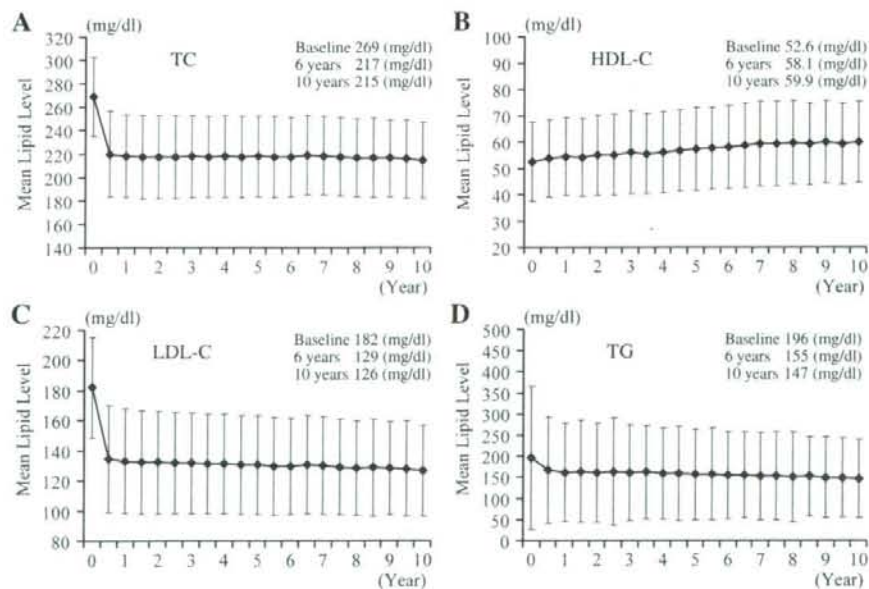 A
(mg/dl)
TC
Baseline 269 (mg/dl)
6 years 217 (mg/dl)
10 years 215 (mg/dl)
Mean Lipid Level
320
300
280
260
240
220
200
180
160
140
0 1 2 3 4 5 6 7 8 9 10
(Year)
B
(mg/dl)
HDL-C
Baseline 52.6 (mg/dl)
6 years 58.1 (mg/dl)
10 years 59.9 (mg/dl)
Mean Lipid Level
100
90
80
70
60
50
40
30
20
0 1 2 3 4 5 6 7 8 9 10
(Year)
C
(mg/dl)
LDL-C
Baseline 182 (mg/dl)
6 years 129 (mg/dl)
10 years 126 (mg/dl)
Mean Lipid Level
220
200
180
160
140
120
100
80
0 1 2 3 4 5 6 7 8 9 10
(Year)
D
(mg/dl)
TG
Baseline 196 (mg/dl)
6 years 155 (mg/dl)
10 years 147 (mg/dl)
Mean Lipid Level
500
450
400
350
300
250
200
150
100
50
0
0 1 2 3 4 5 6 7 8 9 10
(Year)